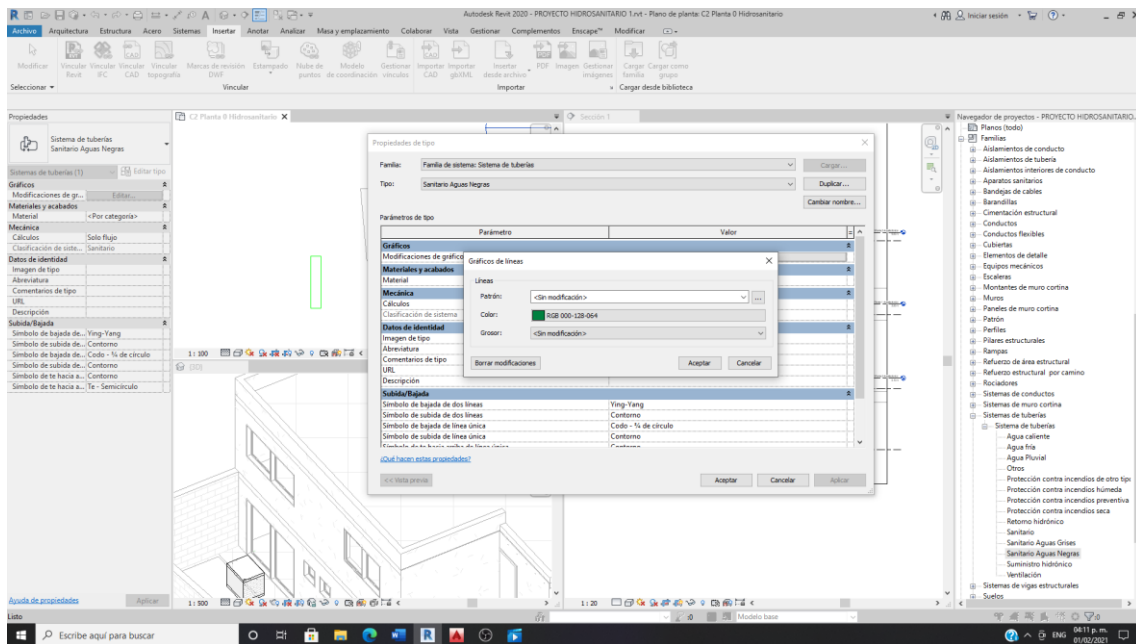 Autodesk Revit 2020 - PROYECTO HIDROSANITARIO 1.rvt - Plano de planta: C2 Planta 0 Hidrosanitario
Iniciar sesión
Archivo Arquitectura Estructura Acero Sistemas Insertar Anotar Analizar Masa y emplazamiento Colaborar Vista Gestionar Complementos Enscape™ Modificar
Modificar
Vincular Revit
Vincular IFC
Vincular CAD
Vincular topografía
Marcas de revisión DWF
Estampado
Nube de puntos
Modelo de coordinación
Gestionar vínculos
Importar CAD
Importar gbXML
Insertar desde archivo
PDF
Imagen
Gestionar imágenes
Cargar familia
Cargar como grupo
Seleccionar
Vincular
Importar
Cargar desde biblioteca
Propiedades
Sistema de tuberías
Sanitario Aguas Negras
Sistemas de tuberías (1)
Editar tipo
Gráficos
Modificaciones de gr... Editar...
Materiales y acabados
Material <Por categoría>
Mecánica
Cálculos Solo flujo
Clasificación de siste... Sanitario
Datos de identidad
Imagen de tipo
Abreviatura
Comentarios de tipo
URL
Descripción
Subida/Bajada
Símbolo de bajada de... Ying-Yang
Símbolo de subida de... Contorno
Símbolo de bajada de... Codo - ¾ de círculo
Símbolo de subida de... Contorno
Símbolo de te hacia a... Contorno
Símbolo de te hacia a... Te - Semicírculo
Ayuda de propiedades
Aplicar
C2 Planta 0 Hidrosanitario
Sección 1
1:100
{3D}
1:500
1:20
Propiedades de tipo
Familia: Familia de sistema: Sistema de tuberías
Cargar...
Tipo: Sanitario Aguas Negras
Duplicar...
Cambiar nombre...
Parámetros de tipo
Parámetro Valor =
Gráficos
Modificaciones de gráfico
Materiales y acabados
Material
Mecánica
Cálculos
Clasificación de sistema
Datos de identidad
Imagen de tipo
Abreviatura
Comentarios de tipo
URL
Descripción
Subida/Bajada
Símbolo de bajada de dos líneas Ying-Yang
Símbolo de subida de dos líneas Contorno
Símbolo de bajada de línea única Codo - ¾ de círculo
Símbolo de subida de línea única Contorno
Símbolo de te hacia arriba de línea única Contorno
¿Qué hacen estas propiedades?
<< Vista previa
Aceptar
Cancelar
Aplicar
Gráficos de líneas
Líneas
Patrón: <Sin modificación>
...
Color: RGB 000-128-064
Grosor: <Sin modificación>
Borrar modificaciones
Aceptar
Cancelar
Navegador de proyectos - PROYECTO HIDROSANITARIO...
Planos (todo)
Familias
Aislamientos de conducto
Aislamientos de tubería
Aislamientos interiores de conducto
Aparatos sanitarios
Bandejas de cables
Barandillas
Cimentación estructural
Conductos
Conductos flexibles
Cubiertas
Elementos de detalle
Equipos mecánicos
Escaleras
Montantes de muro cortina
Muros
Paneles de muro cortina
Patrón
Perfiles
Pilares estructurales
Rampas
Refuerzo de área estructural
Refuerzo estructural por camino
Rociadores
Sistemas de conductos
Sistemas de muro cortina
Sistemas de tuberías
Sistema de tuberías
Agua caliente
Agua fría
Agua Pluvial
Otros
Protección contra incendios de otro tipo
Protección contra incendios húmeda
Protección contra incendios preventiva
Protección contra incendios seca
Retorno hidrónico
Sanitario
Sanitario Aguas Grises
Sanitario Aguas Negras
Suministro hidrónico
Ventilación
Sistemas de vigas estructurales
Suelos
Listo
:0
Modelo base
:0
Escribe aquí para buscar
ENG
04:11 p. m.
01/02/2021